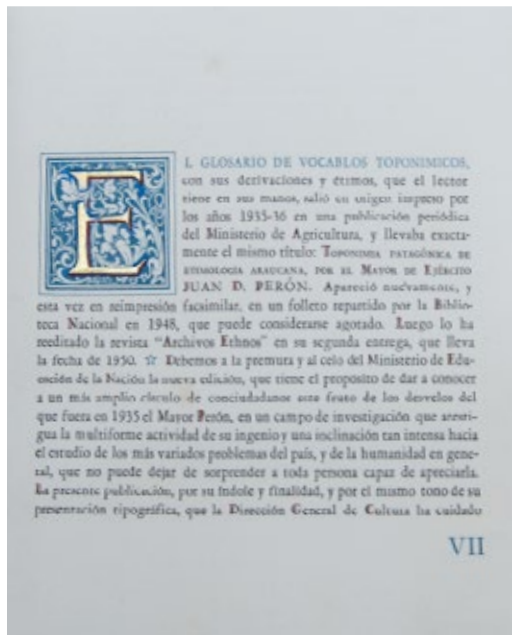 EL GLOSARIO DE VOCABLOS TOPONIMICOS,
con sus derivaciones y étimos, que el lector
tiene en sus manos, salió en origen impreso por
los años 1935-36 en una publicación periódica
del Ministerio de Agricultura, y llevaba exacta-
mente el mismo título: TOPONIMIA PATAGÓNICA DE
ETIMOLOGÍA ARAUCANA, POR EL MAYOR DE EJÉRCITO
JUAN D. PERÓN. Apareció nuevamente, y
esta vez en reimpresión facsimilar, en un folleto repartido por la Biblio-
teca Nacional en 1948, que puede considerarse agotado. Luego lo ha
reeditado la revista "Archivos Ethnos" en su segunda entrega, que lleva
la fecha de 1950. ☆ Debemos a la premura y al celo del Ministerio de Edu-
cación de la Nación la nueva edición, que tiene el propósito de dar a conocer
a un más amplio círculo de conciudadanos este fruto de los desvelos del
que fuera en 1935 el Mayor Perón, en un campo de investigación que atesti-
gua la multiforme actividad de su ingenio y una inclinación tan intensa hacia
el estudio de los más variados problemas del país, y de la humanidad en gene-
ral, que no puede dejar de sorprender a toda persona capaz de apreciarla.
La presente publicación, por su índole y finalidad, y por el mismo tono de su
presentación tipográfica, que la Dirección General de Cultura ha cuidado
VII